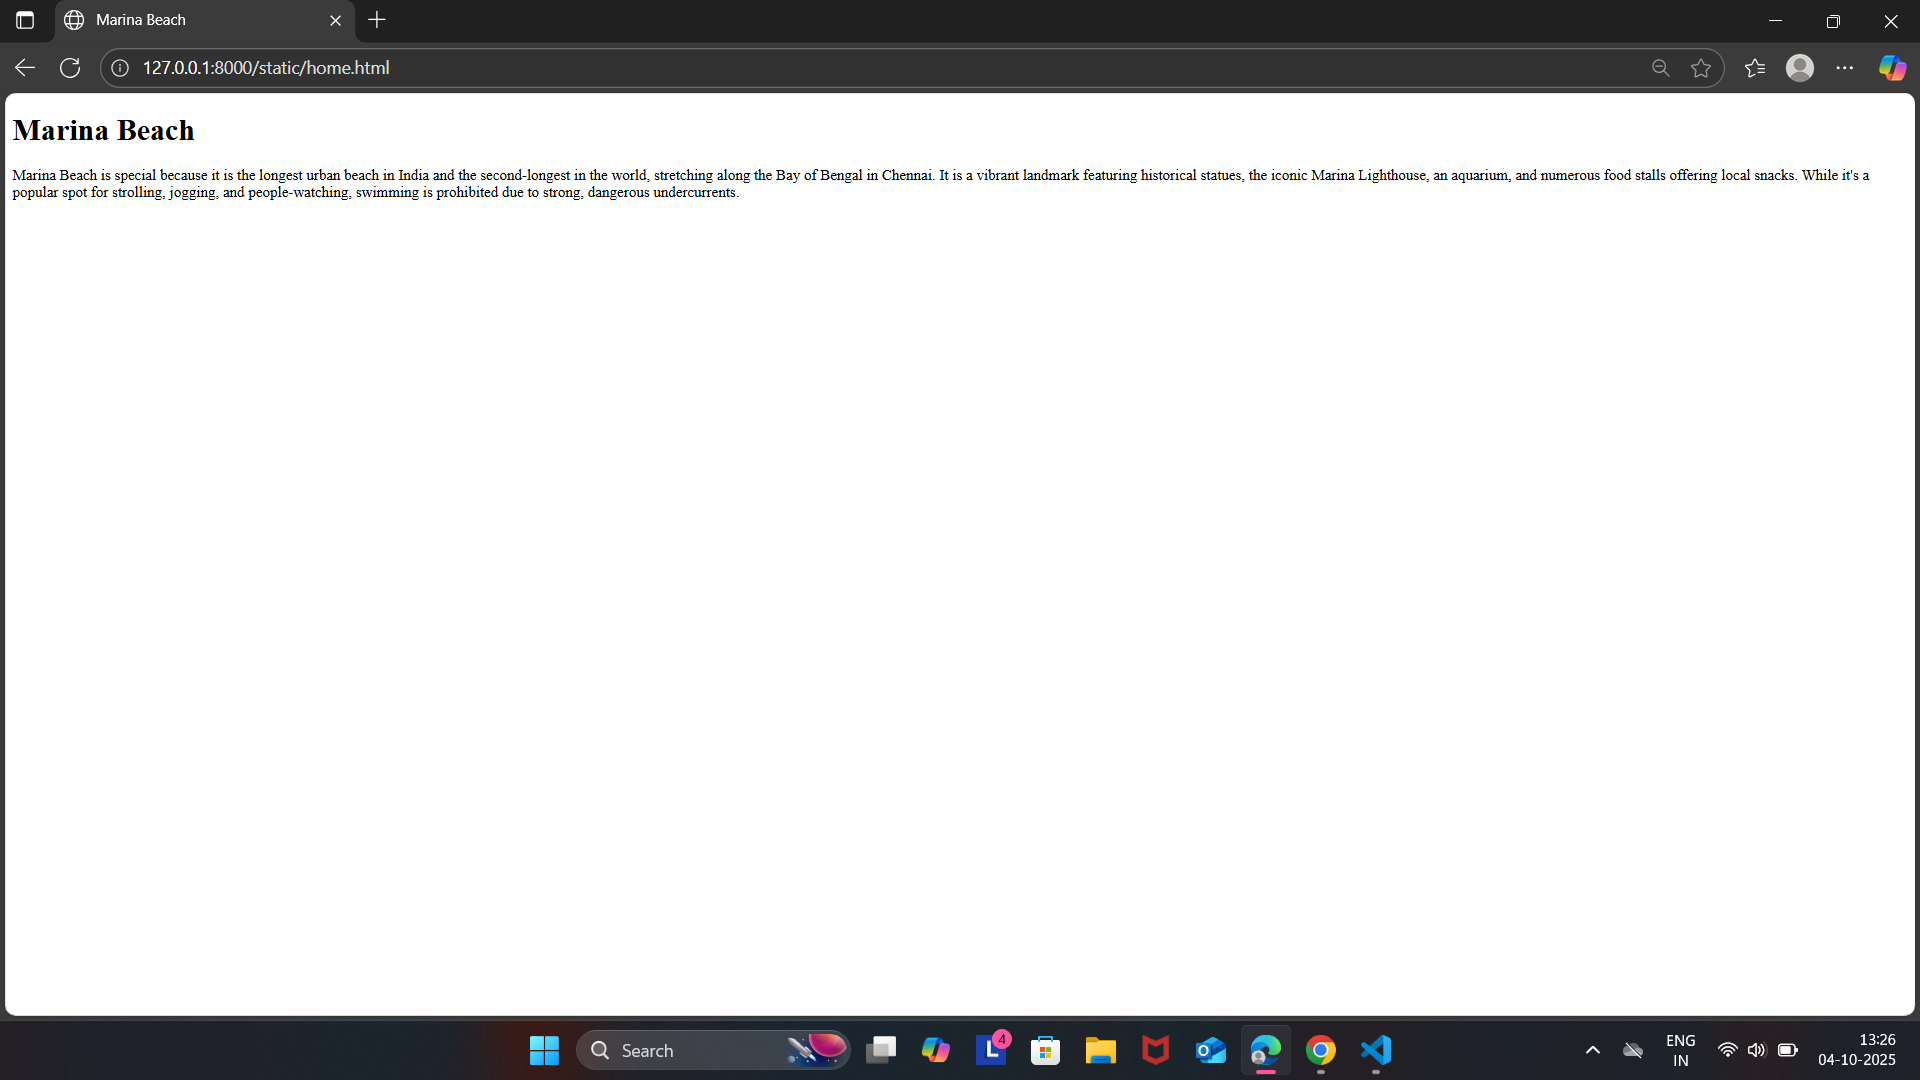 Marina Beach
127.0.0.1:8000/static/home.html
Marina Beach
Marina Beach is special because it is the longest urban beach in India and the second-longest in the world, stretching along the Bay of Bengal in Chennai. It is a vibrant landmark featuring historical statues, the iconic Marina Lighthouse, an aquarium, and numerous food stalls offering local snacks. While it's a
popular spot for strolling, jogging, and people-watching, swimming is prohibited due to strong, dangerous undercurrents.
Search
L 4
ENG
IN
13:26
04-10-2025